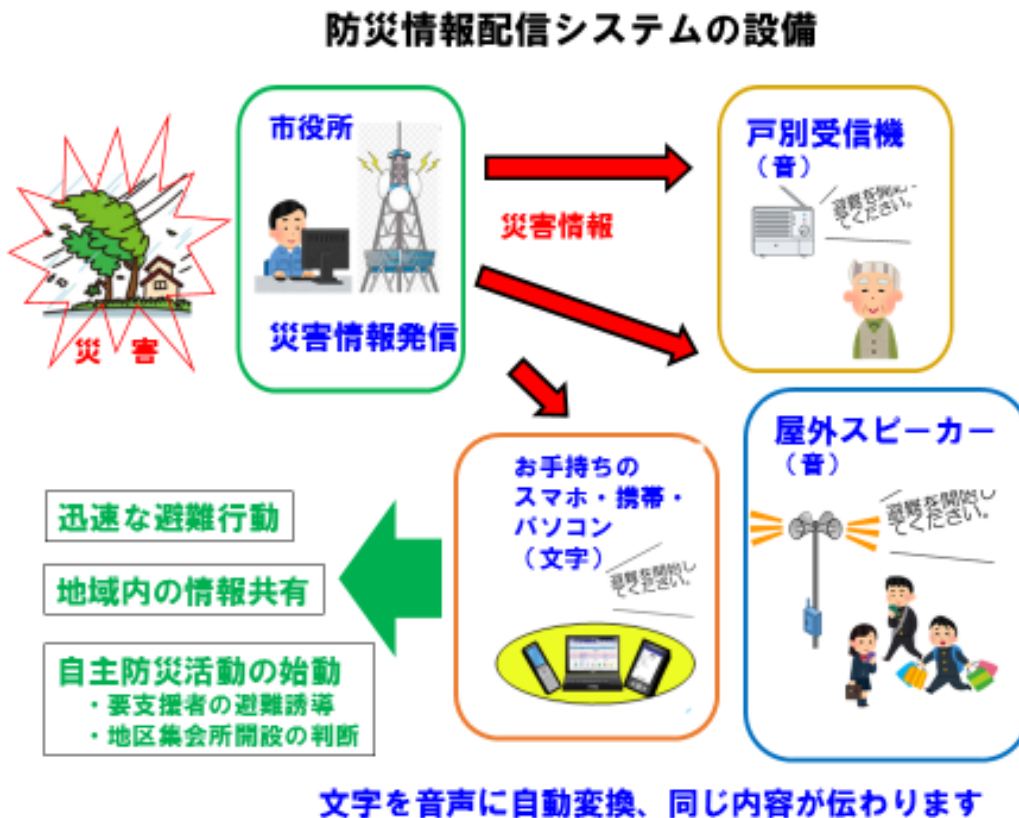 防災情報配信システムの設備
市役所
災害情報発信
災　害
災害情報
戸別受信機
（音）
避難を開始し
てください。
屋外スピーカー
（音）
避難を開始し
てください。
お手持ちの
スマホ・携帯・
パソコン
（文字）
避難を開始し
てください。
迅速な避難行動
地域内の情報共有
自主防災活動の始動
・要支援者の避難誘導
・地区集会所開設の判断
文字を音声に自動変換、同じ内容が伝わります